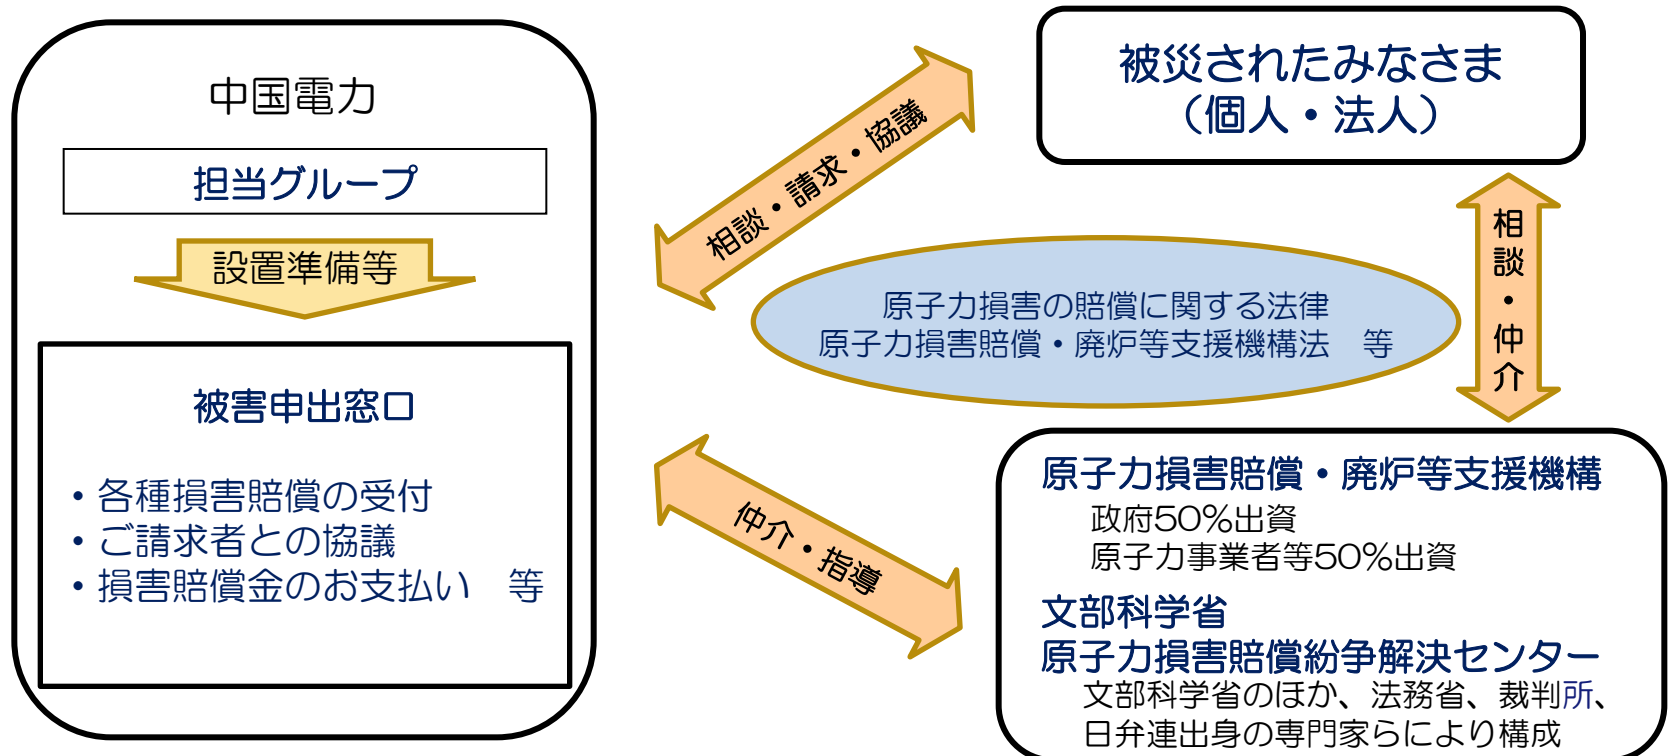 中国電力
担当グループ
設置準備等
被害申出窓口
・各種損害賠償の受付
・ご請求者との協議
・損害賠償金のお支払い　等
相談・請求・協議
被災されたみなさま
（個人・法人）
原子力損害の賠償に関する法律
原子力損害賠償・廃炉等支援機構法　等
相談・仲介
仲介・指導
原子力損害賠償・廃炉等支援機構
政府50%出資
原子力事業者等50%出資
文部科学省
原子力損害賠償紛争解決センター
文部科学省のほか、法務省、裁判所、
日弁連出身の専門家らにより構成